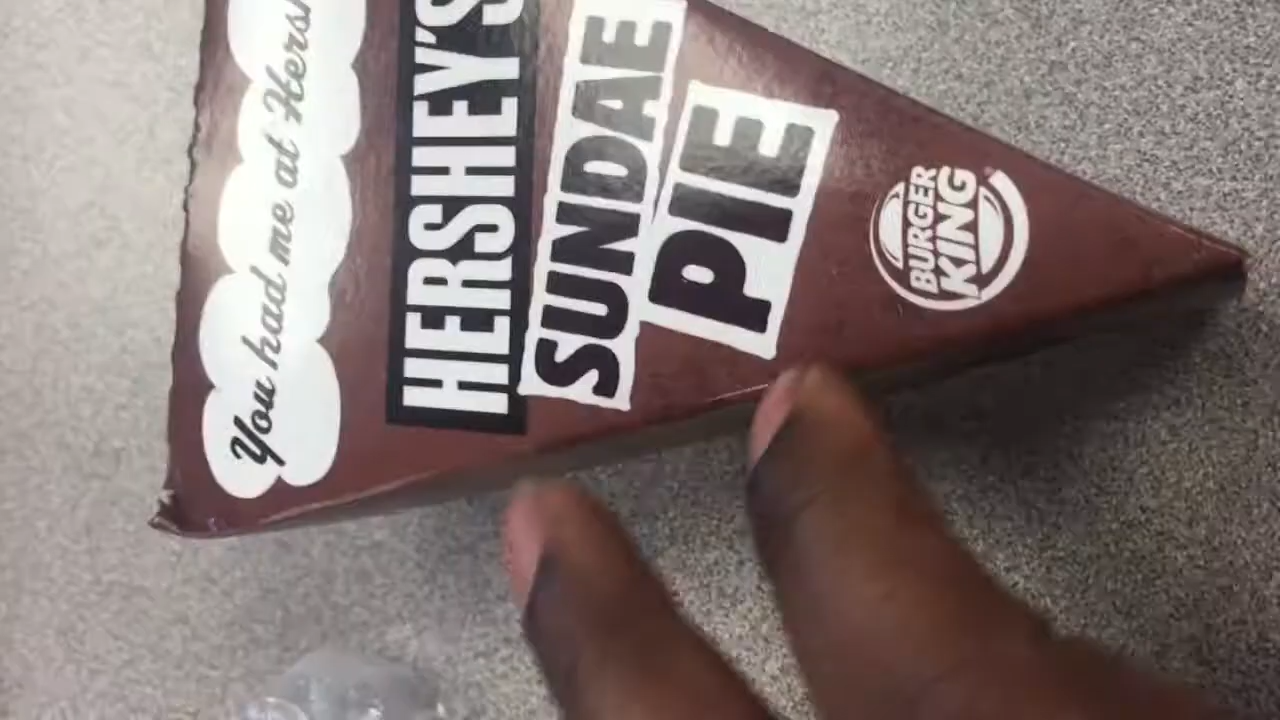 You had me at Hersh
HERSHEY'S
SUNDAE
PIE
BURGER
KING